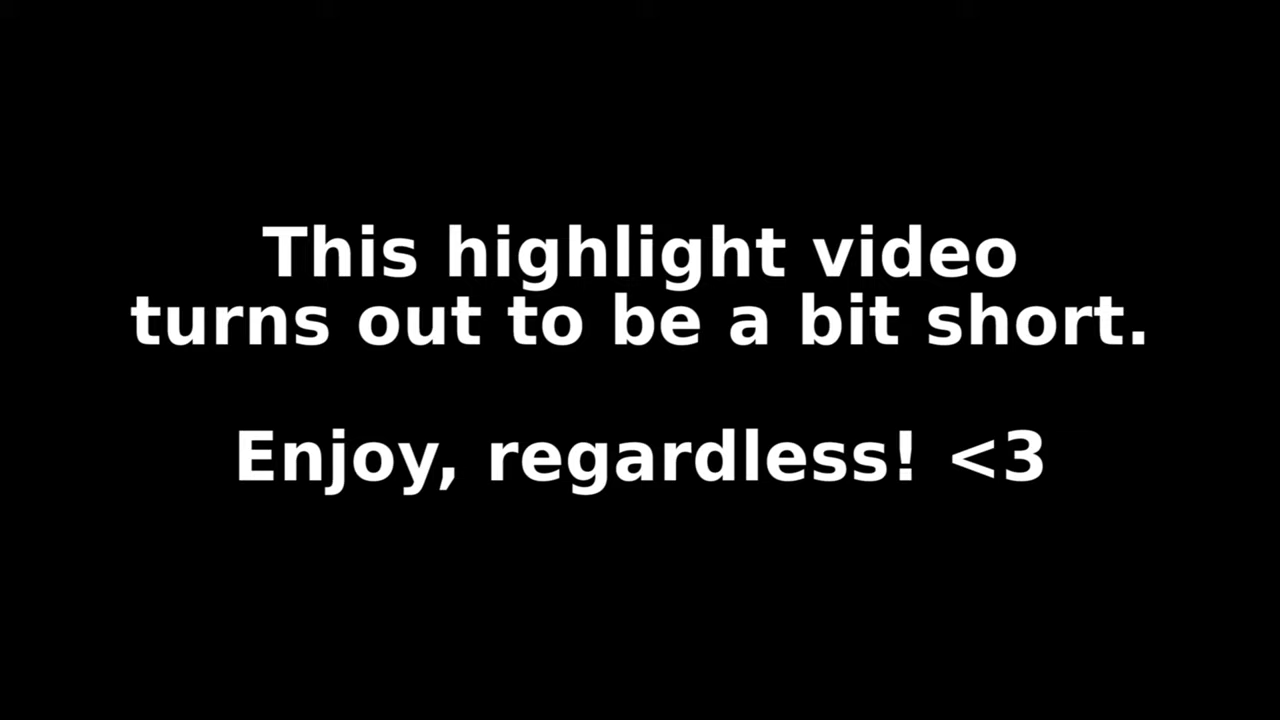 This highlight video
turns out to be a bit short.
Enjoy, regardless! <3